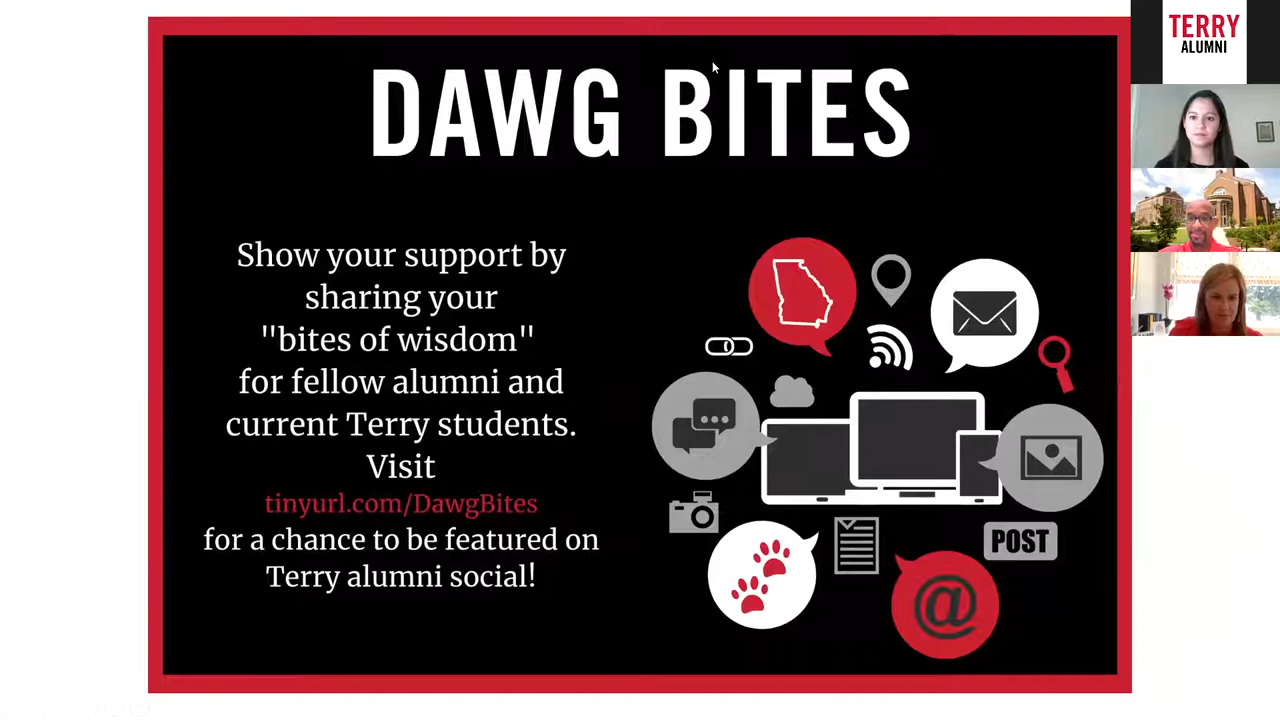 DAWG BITES
Show your support by
sharing your
"bites of wisdom"
for fellow alumni and
current Terry students.
Visit
tinyurl.com/DawgBites
for a chance to be featured on
Terry alumni social!
POST
@
TERRY
ALUMNI